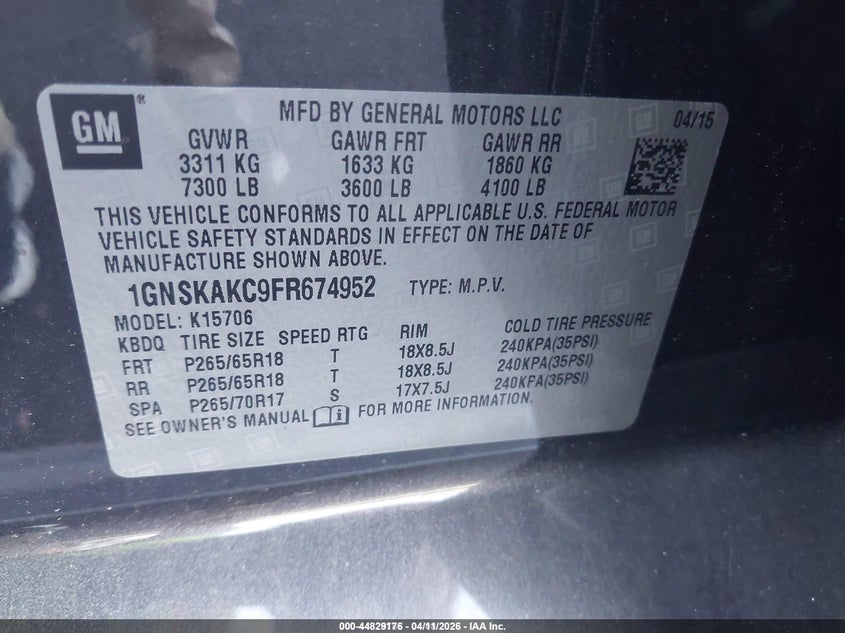 GM®
MFD BY GENERAL MOTORS LLC 04/15
GVWR GAWR FRT GAWR RR
3311 KG 1633 KG 1860 KG
7300 LB 3600 LB 4100 LB
THIS VEHICLE CONFORMS TO ALL APPLICABLE U.S. FEDERAL MOTOR
VEHICLE SAFETY STANDARDS IN EFFECT ON THE DATE OF
MANUFACTURE SHOWN ABOVE.
1GNSKAKC9FR674952 TYPE: M.P.V.
MODEL: K15706
KBDQ TIRE SIZE SPEED RTG RIM COLD TIRE PRESSURE
FRT P265/65R18 T 18X8.5J 240KPA(35PSI)
RR P265/65R18 T 18X8.5J 240KPA(35PSI)
SPA P265/70R17 S 17X7.5J 240KPA(35PSI)
SEE OWNER'S MANUAL FOR MORE INFORMATION.
000-44829176 - 04/11/2026 - IAA Inc.